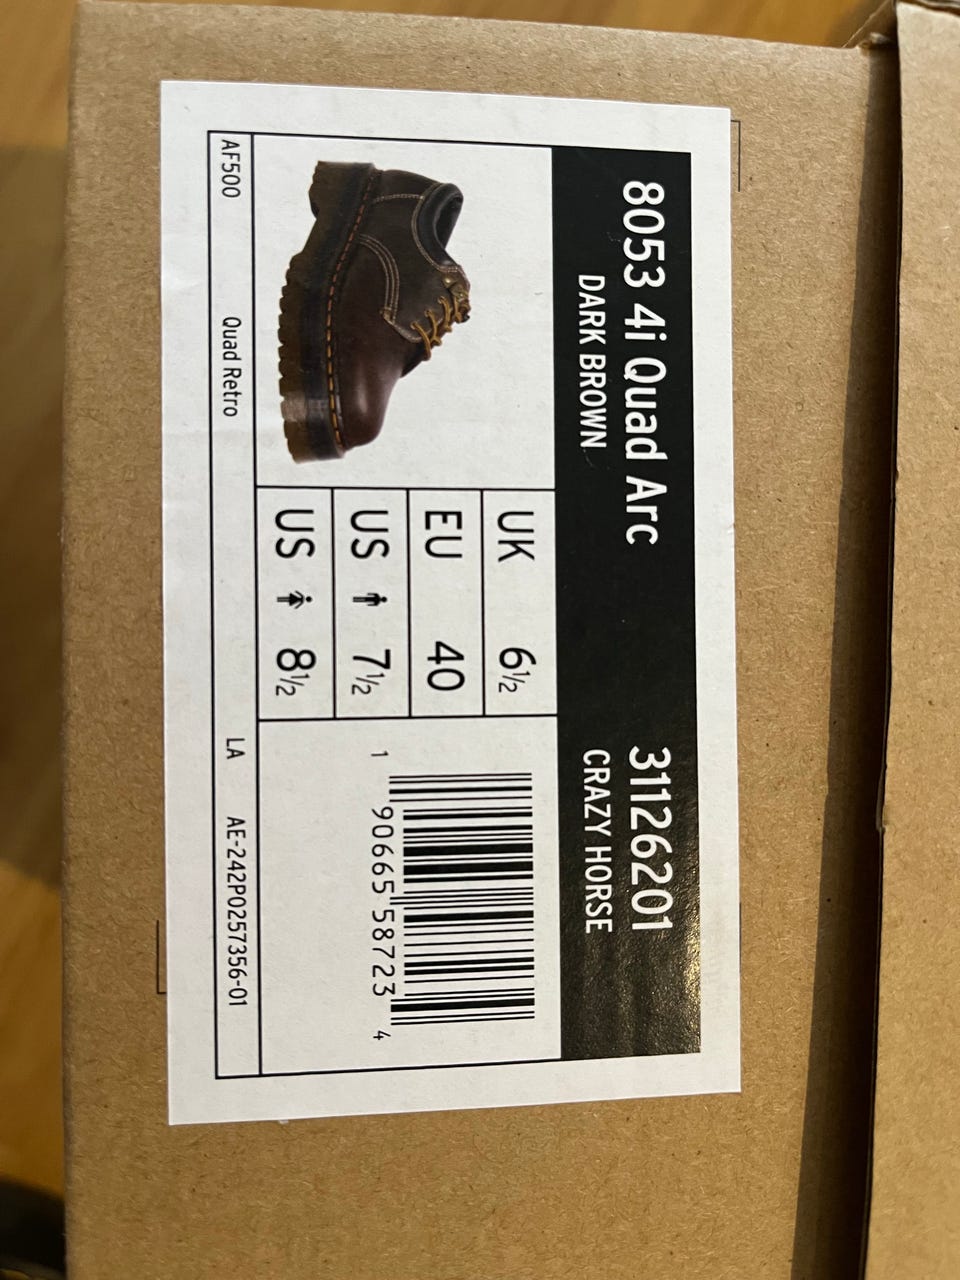 8053 4i Quad Arc 31126201
DARK BROWN CRAZY HORSE
UK 6½
EU 40
US 7½
US 8½
1 90665 58723 4
AF500 Quad Retro LA AE-242P0257356-01